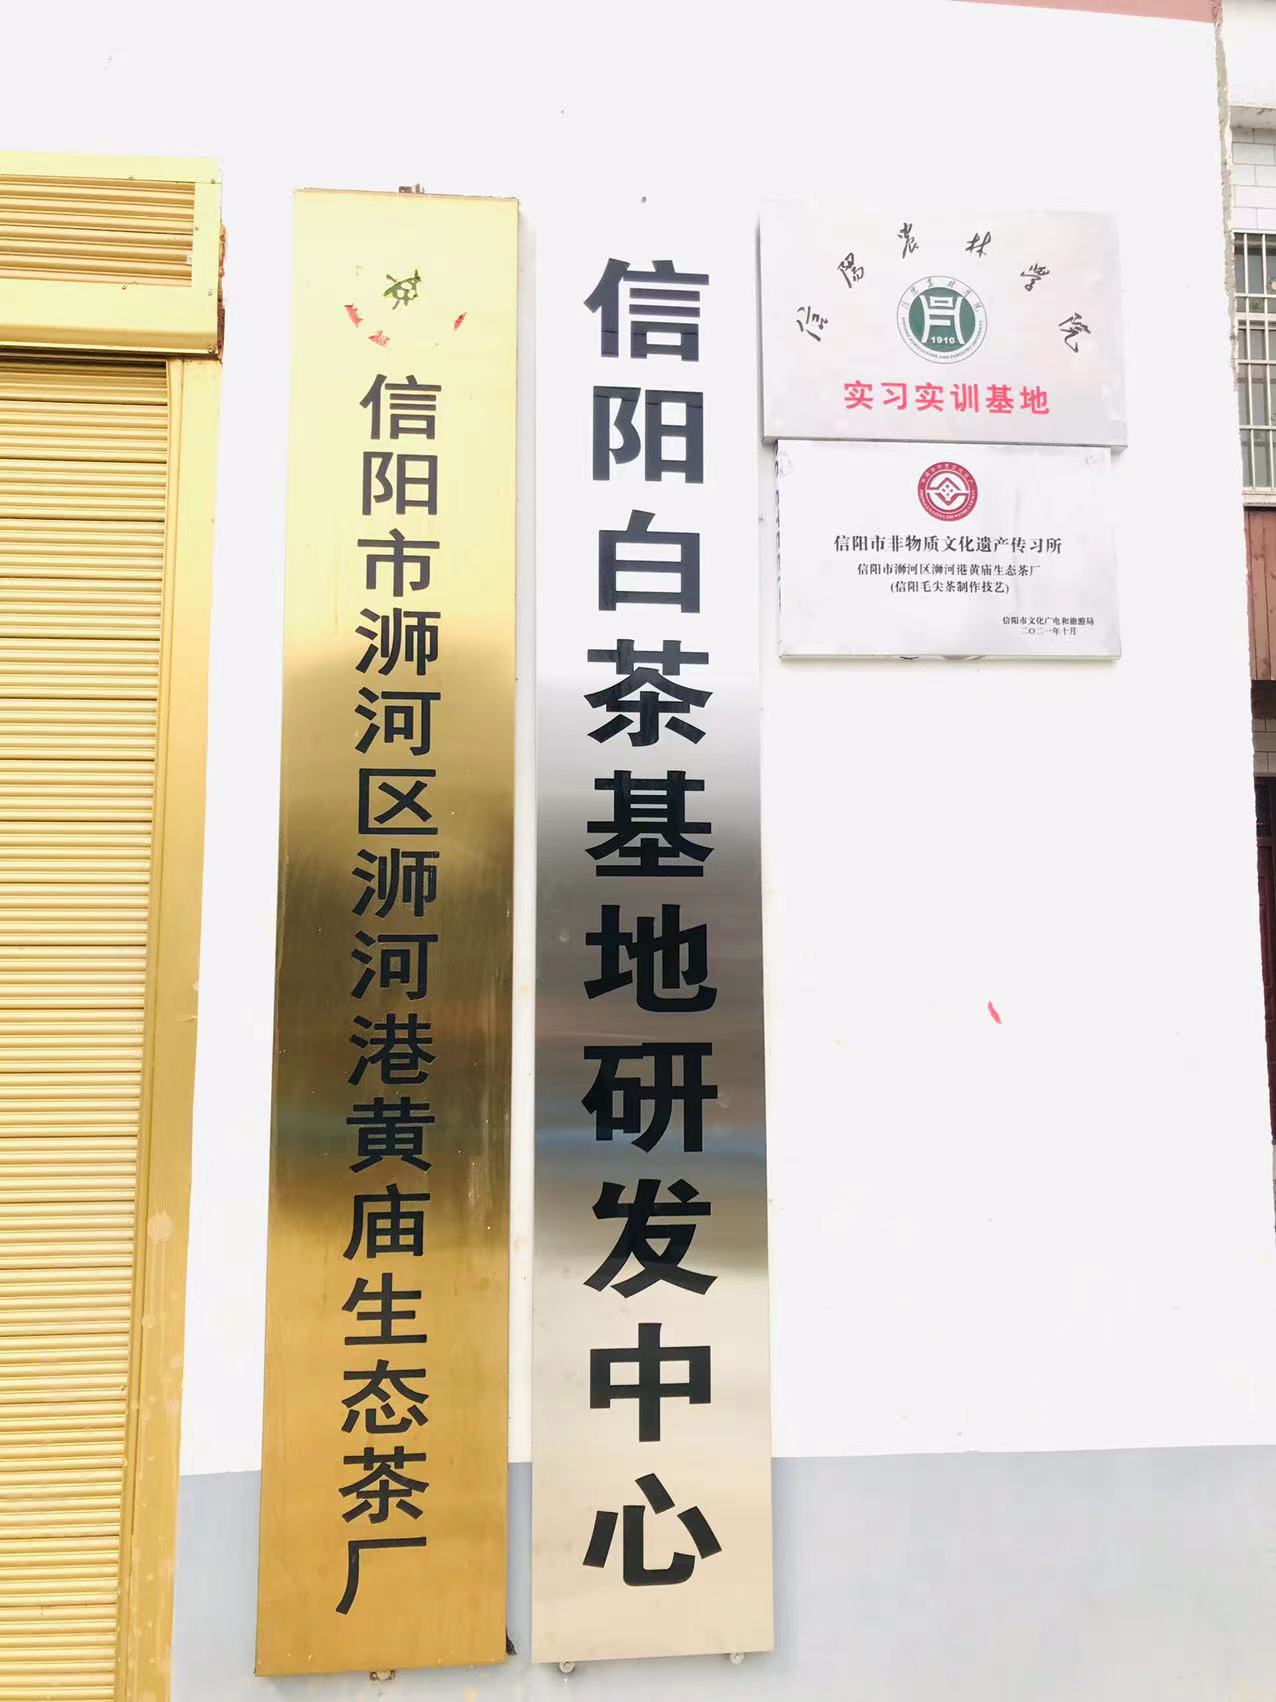 信阳市浉河区浉河港黄庙生态茶厂
信阳白茶基地研发中心
信陽農林学院
1910
实习实训基地
信阳市非物质文化遗产传习所
信阳市浉河区浉河港黄庙生态茶厂
(信阳毛尖茶制作技艺)
信阳市文化广电和旅游局
二〇二一年十月